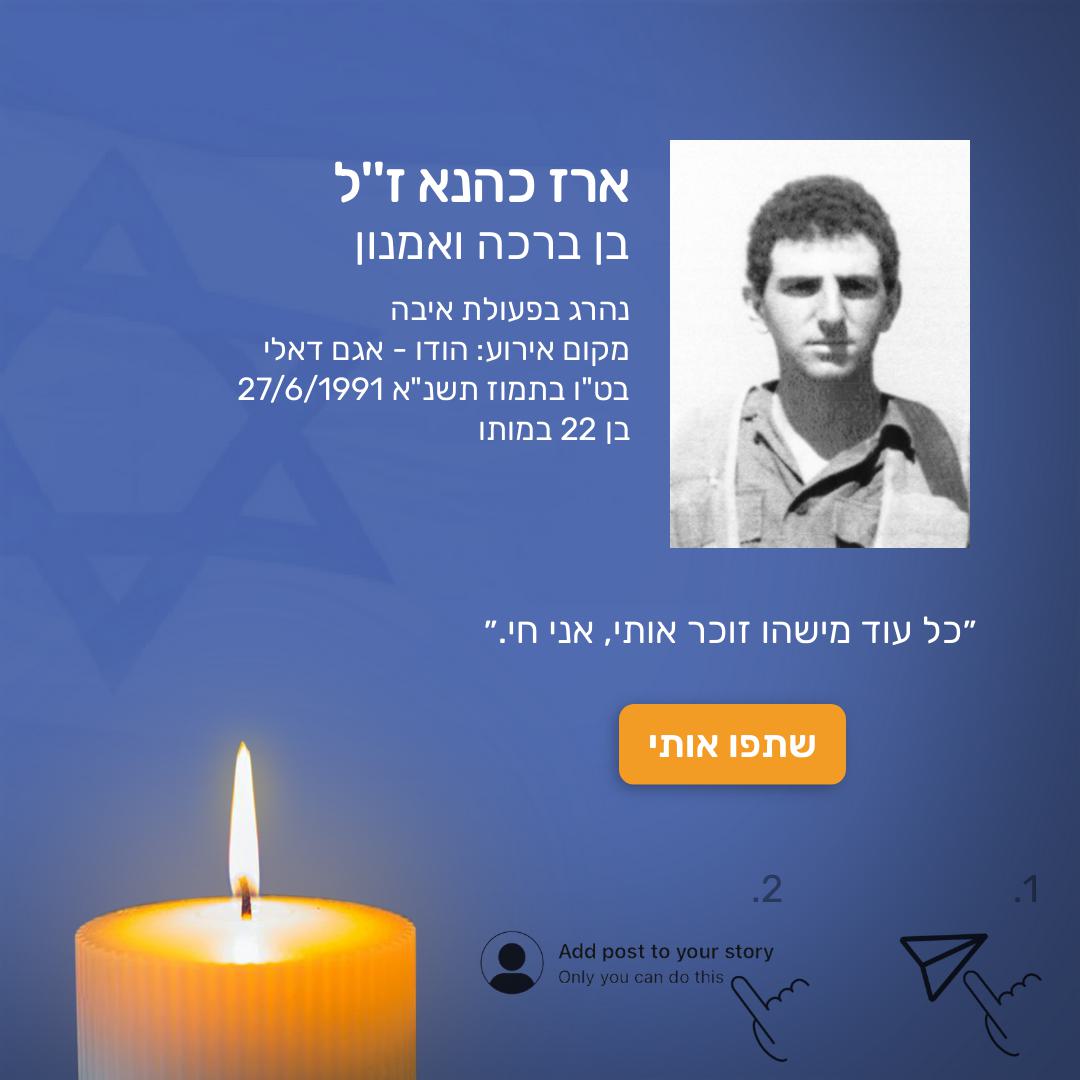 ארז כהנא ז"ל
בן ברכה ואמנון
נהרג בפעולת איבה
מקום אירוע: הודו - אגם דאלי
בט"ו בתמוז תשנ"א 27/6/1991
בן 22 במותו
״כל עוד מישהו זוכר אותי, אני חי.״
שתפו אותי
.1
.2
Add post to your story
Only you can do this